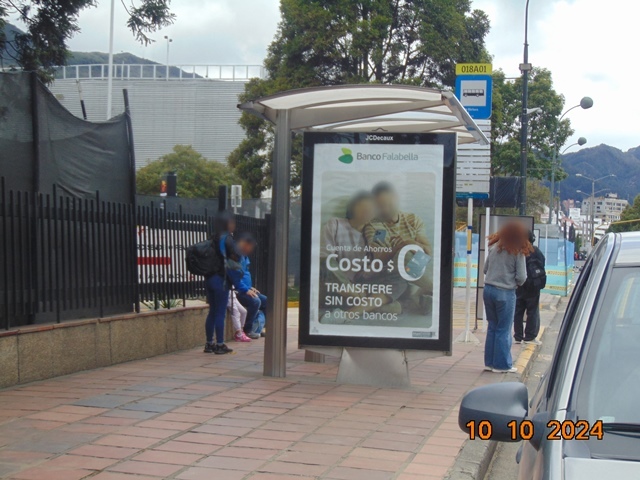 018A01
JCDecaux
Banco Falabella
Cuenta de Ahorros
Costo $0
TRANSFIERE
SIN COSTO
a otros bancos
10 10 2024